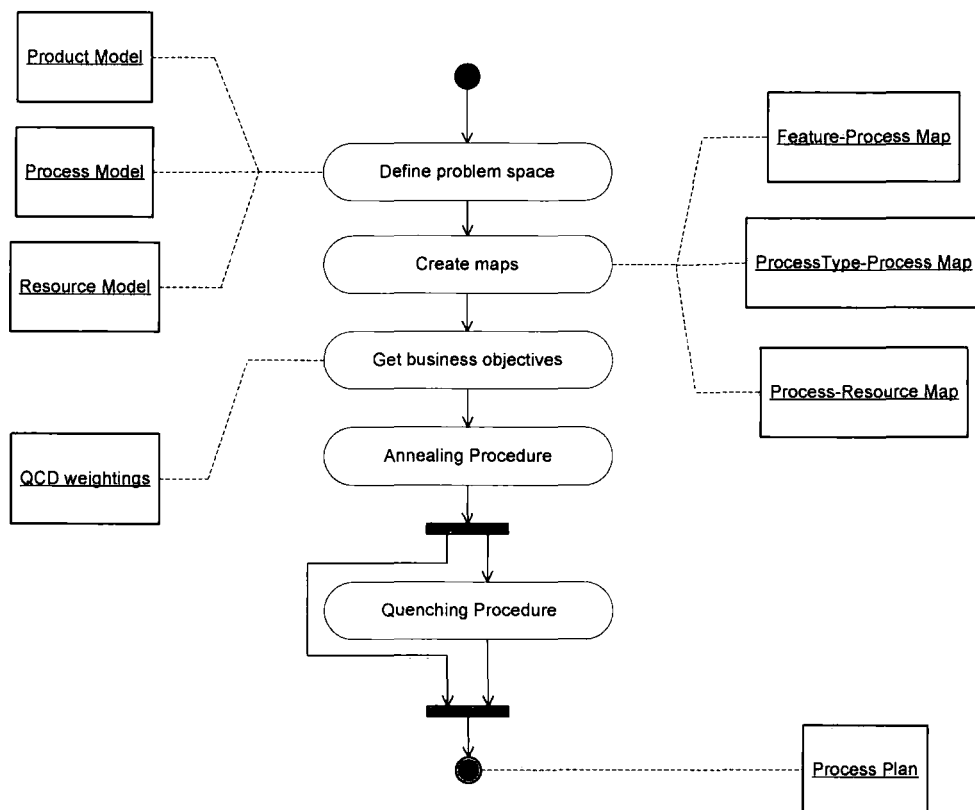 Product Model
Process Model
Resource Model
QCD weightings
Define problem space
Create maps
Get business objectives
Annealing Procedure
Quenching Procedure
Feature-Process Map
ProcessType-Process Map
Process-Resource Map
Process Plan